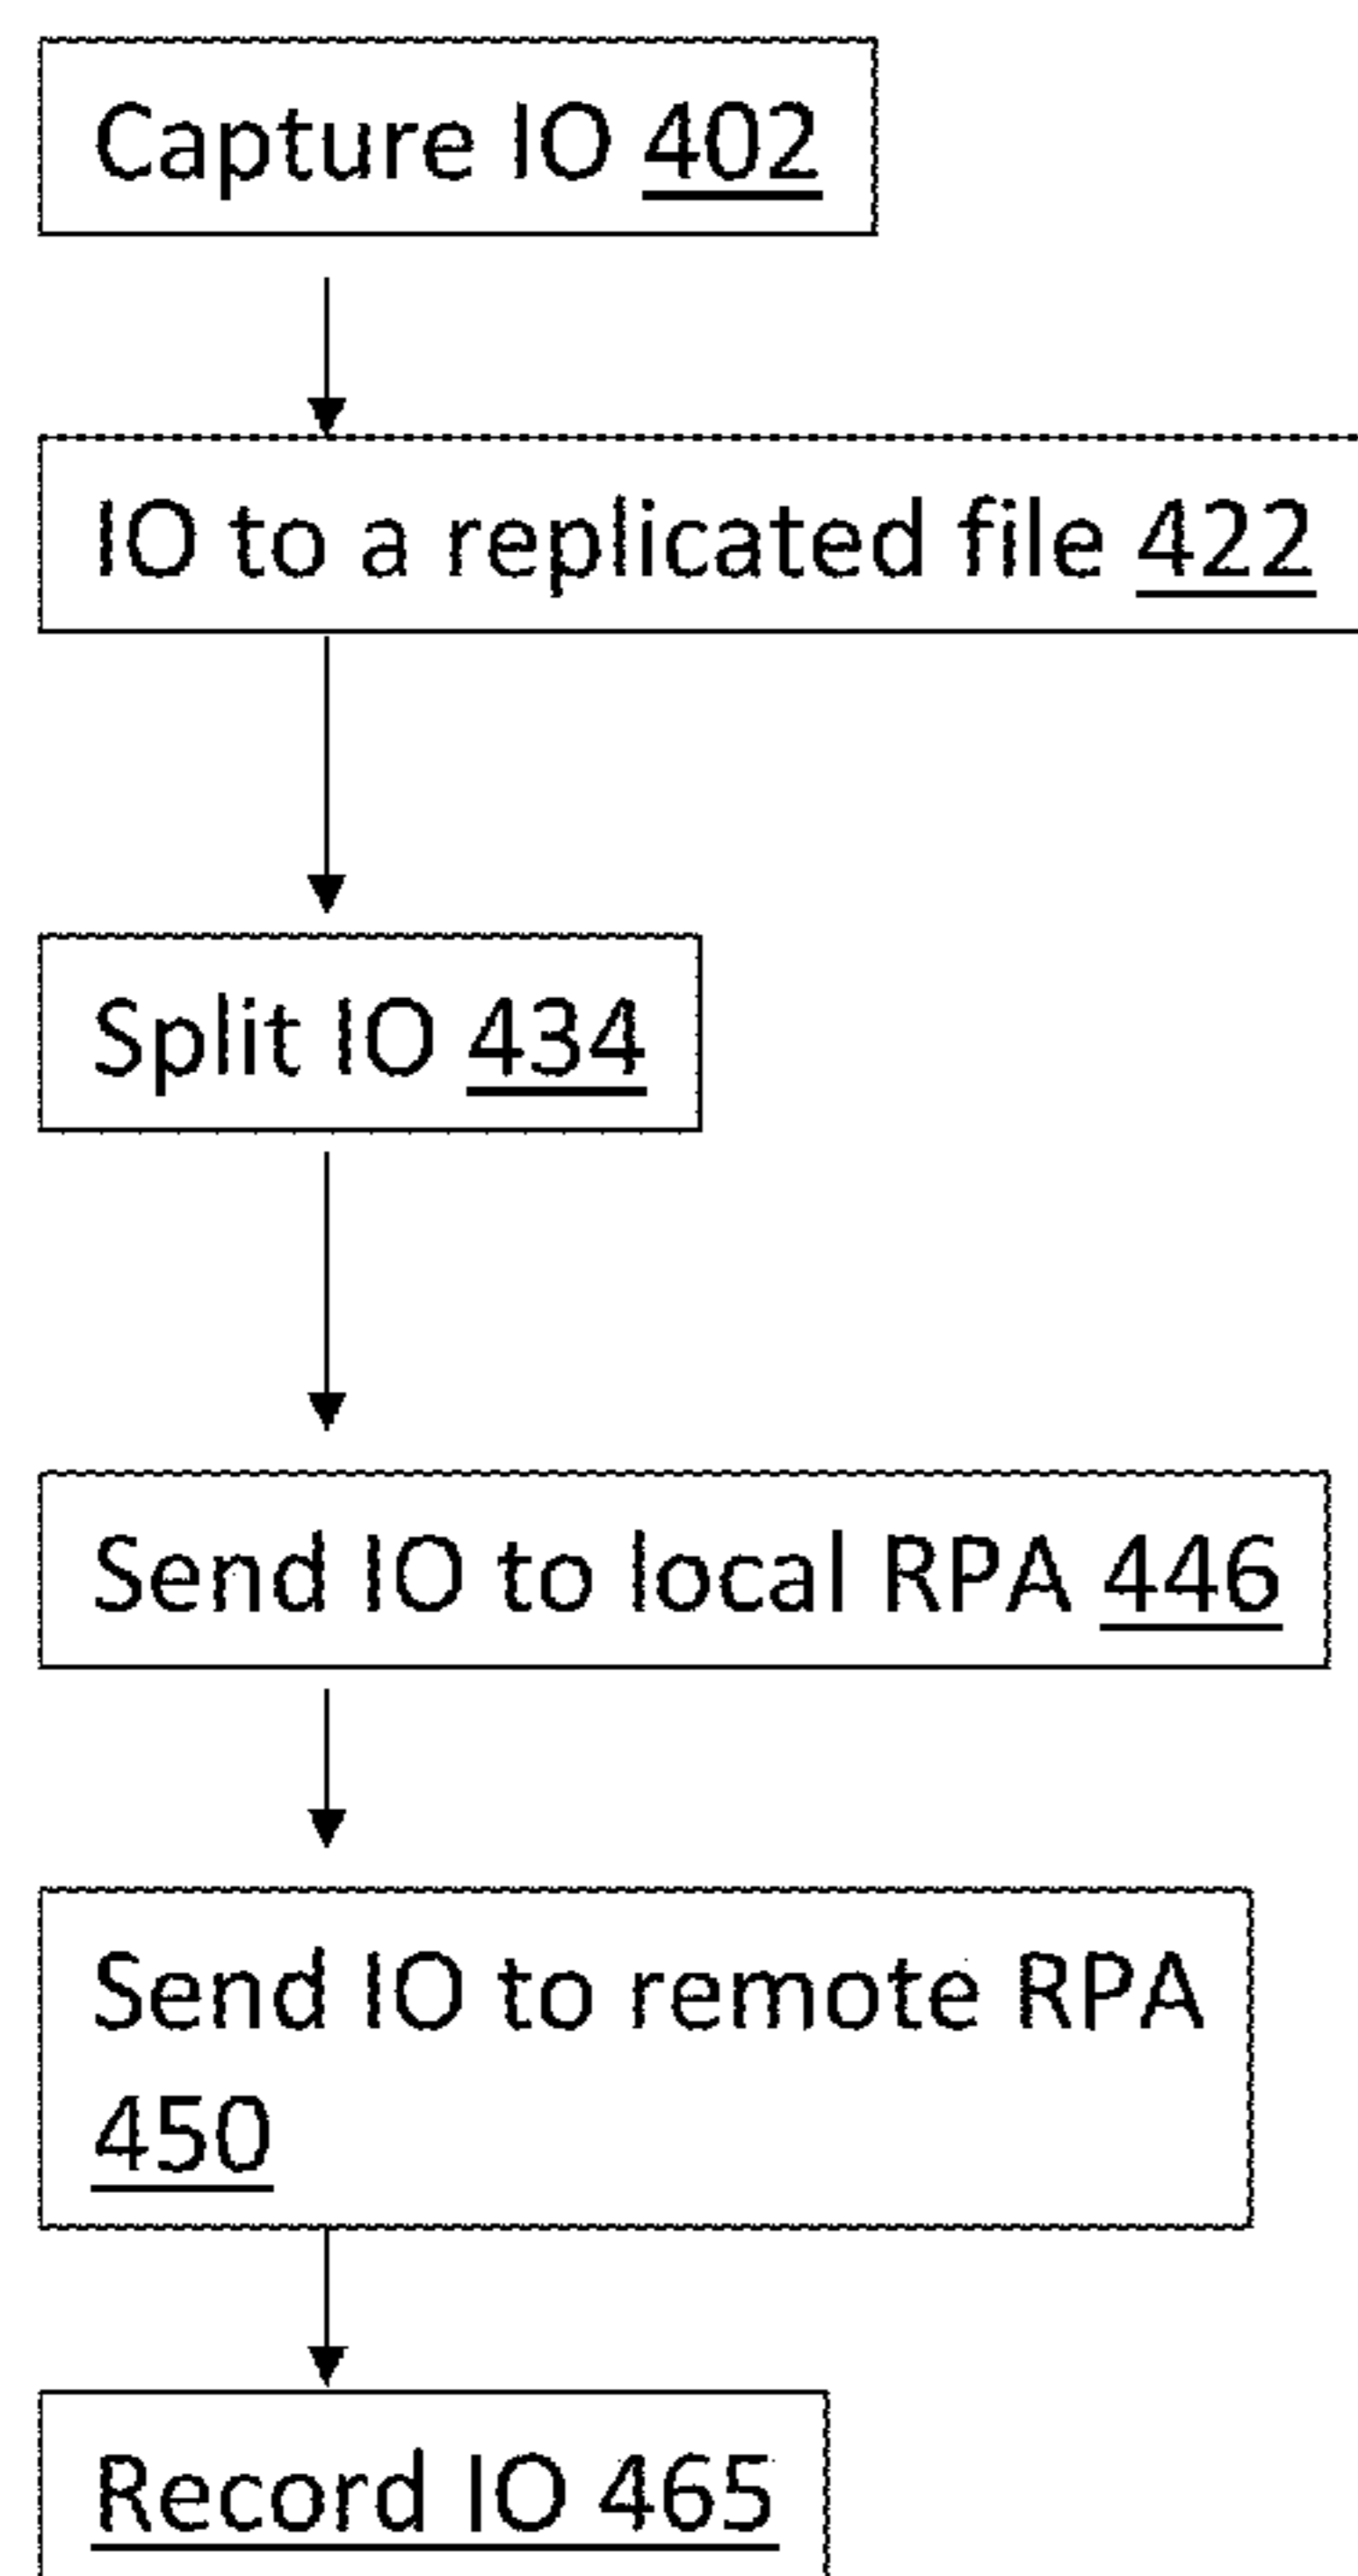 Capture IO 402
IO to a replicated file 422
Split IO 434
Send IO to local RPA 446
Send IO to remote RPA
450
Record IO 465